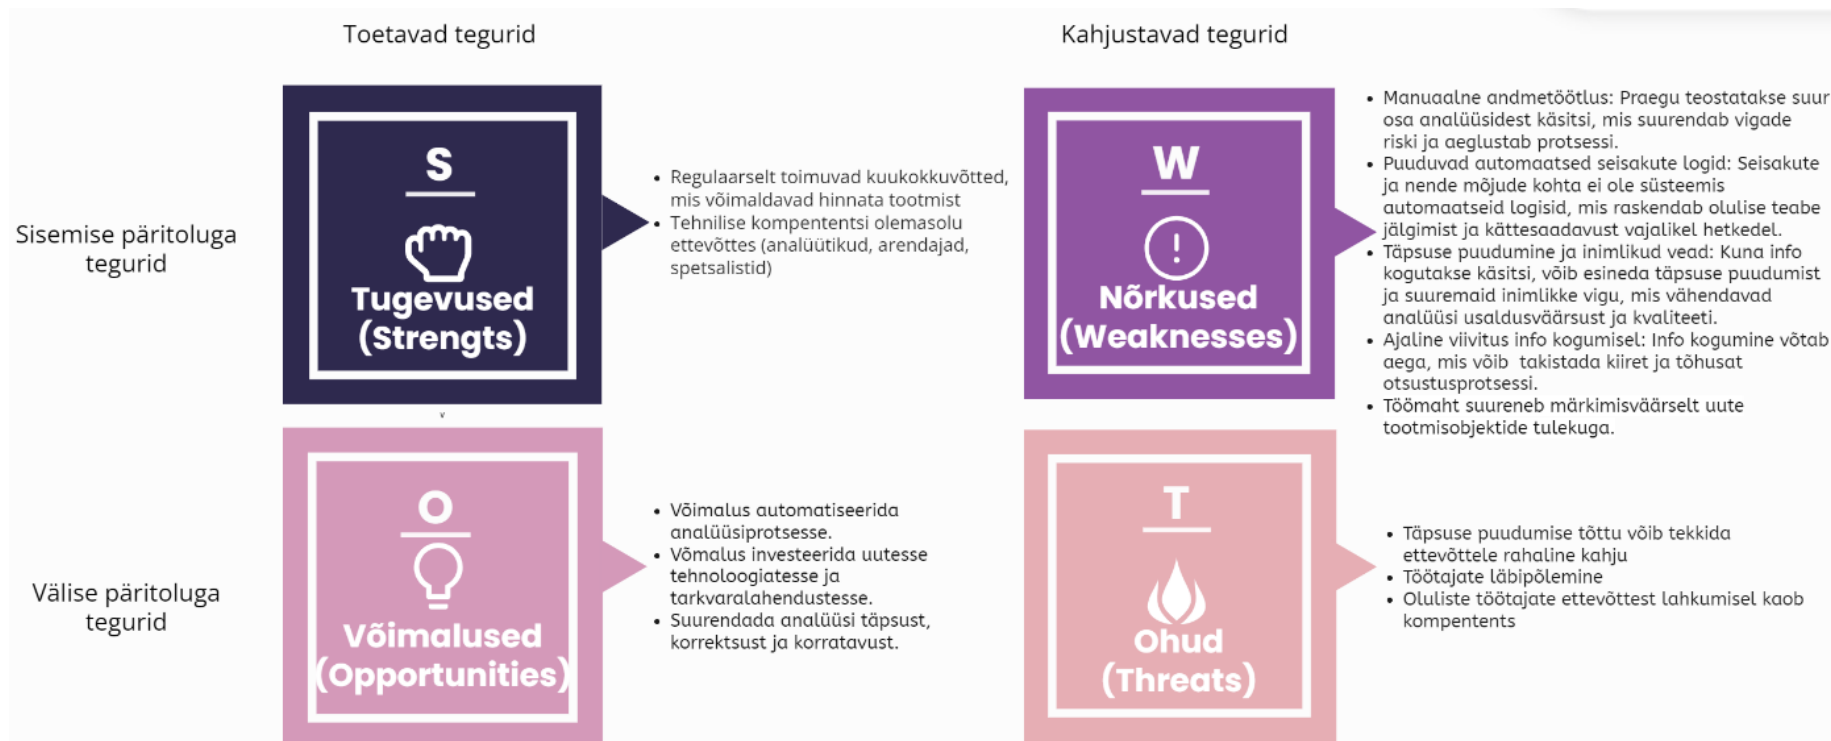 Toetavad tegurid
Kahjustavad tegurid
Sisemise päritoluga
tegurid
S
Tugevused
(Strengts)
• Regulaarselt toimuvad kuukokkuvõtted,
mis võimaldavad hinnata tootmist
• Tehnilise kompententsi olemasolu
ettevõttes (analüütikud, arendajad,
spetsalistid)
W
Nõrkused
(Weaknesses)
• Manuaalne andmetöötlus: Praegu teostatakse suur
osa analüüsidest käsitsi, mis suurendab vigade
riski ja aeglustab protsessi.
• Puuduvad automaatsed seisakute logid: Seisakute
ja nende mõjude kohta ei ole süsteemis
automaatseid logisid, mis raskendab olulise teabe
jälgimist ja kättesaadavust vajalikel hetkedel.
• Täpsuse puudumine ja inimlikud vead: Kuna info
kogutakse käsitsi, võib esineda täpsuse puudumist
ja suuremaid inimlikke vigu, mis vähendavad
analüüsi usaldusväärsust ja kvaliteeti.
• Ajaline viivitus info kogumisel: Info kogumine võtab
aega, mis võib takistada kiiret ja tõhusat
otsustusprotsessi.
• Töömaht suureneb märkimisväärselt uute
tootmisobjektide tulekuga.
v
Välise päritoluga
tegurid
O
Võimalused
(Opportunities)
• Võimalus automatiseerida
analüüsiprotsesse.
• Võmalus investeerida uutesse
tehnoloogiatesse ja
tarkvaralahendustesse.
• Suurendada analüüsi täpsust,
korrektsust ja korratavust.
T
Ohud
(Threats)
• Täpsuse puudumise tõttu võib tekkida
ettevõttele rahaline kahju
• Töötajate läbipõlemine
• Oluliste töötajate ettevõttest lahkumisel kaob
kompentents